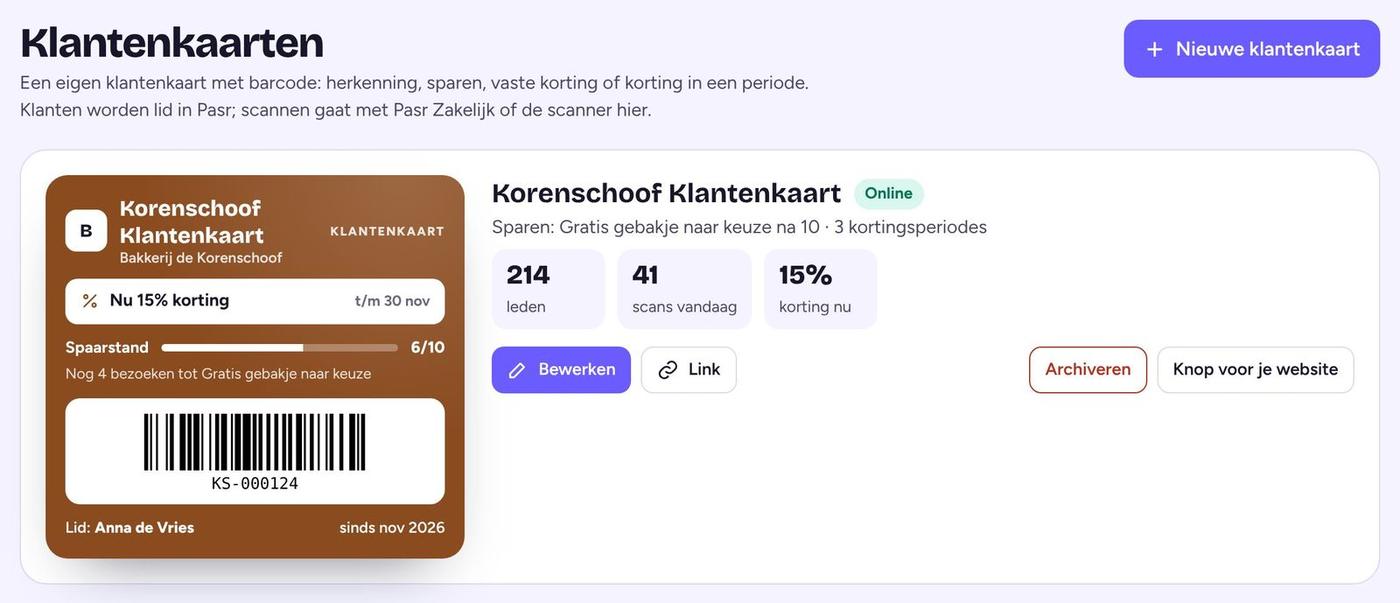 Klantenkaarten
Een eigen klantenkaart met barcode: herkenning, sparen, vaste korting of korting in een periode.
Klanten worden lid in Pasr; scannen gaat met Pasr Zakelijk of de scanner hier.
+ Nieuwe klantenkaart
B
Korenschoof
Klantenkaart
Bakkerij de Korenschoof
KLANTENKAART
% Nu 15% korting
t/m 30 nov
Spaarstand
6/10
Nog 4 bezoeken tot Gratis gebakje naar keuze
KS-000124
Lid: Anna de Vries
sinds nov 2026
Korenschoof Klantenkaart
Online
Sparen: Gratis gebakje naar keuze na 10 · 3 kortingsperiodes
214
leden
41
scans vandaag
15%
korting nu
Bewerken
Link
Archiveren
Knop voor je website